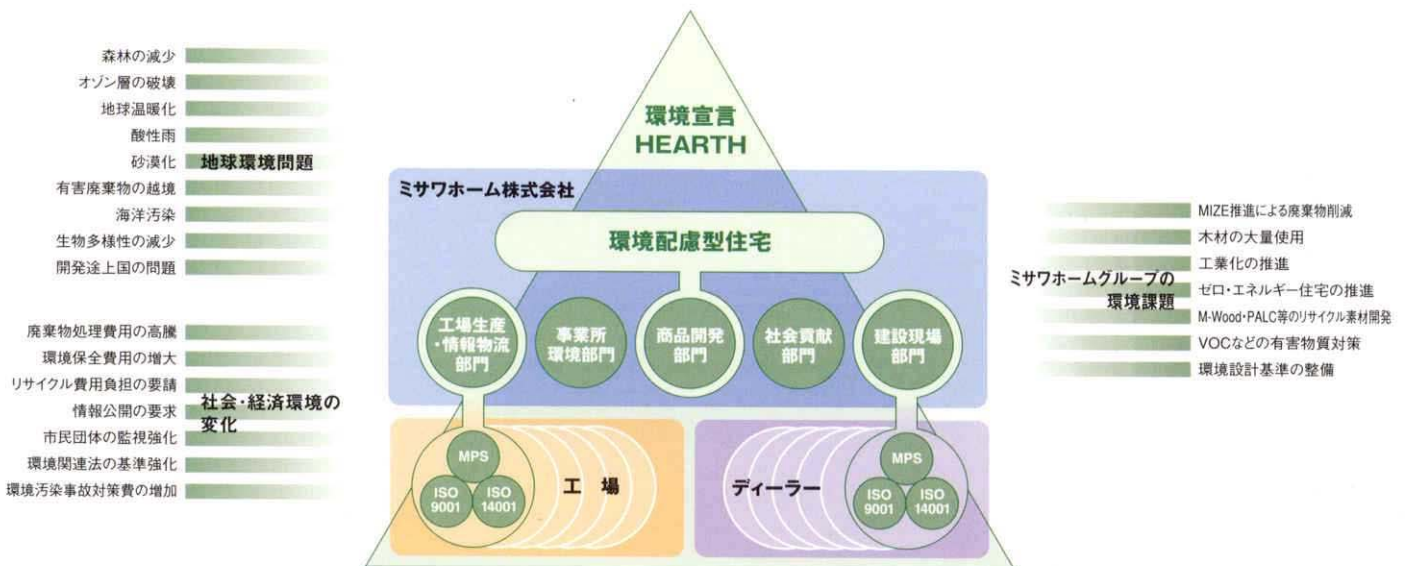 森林の減少
オゾン層の破壊
地球温暖化
酸性雨
砂漠化
有害廃棄物の越境
海洋汚染
生物多様性の減少
開発途上国の問題
地球環境問題
廃棄物処理費用の高騰
環境保全費用の増大
リサイクル費用負担の要請
情報公開の要求
市民団体の監視強化
環境関連法の基準強化
環境汚染事故対策費の増加
社会・経済環境の
変化
環境宣言
HEARTH
ミサワホーム株式会社
環境配慮型住宅
工場生産
・情報物流
部門
事業所
環境部門
商品開発
部門
社会貢献
部門
建設現場
部門
MPS
ISO
9001
ISO
14001
工 場
ディーラー
MPS
ISO
9001
ISO
14001
ミサワホームグループの
環境課題
MIZE推進による廃棄物削減
木材の大量使用
工業化の推進
ゼロ・エネルギー住宅の推進
M-Wood・PALC等のリサイクル素材開発
VOCなどの有害物質対策
環境設計基準の整備